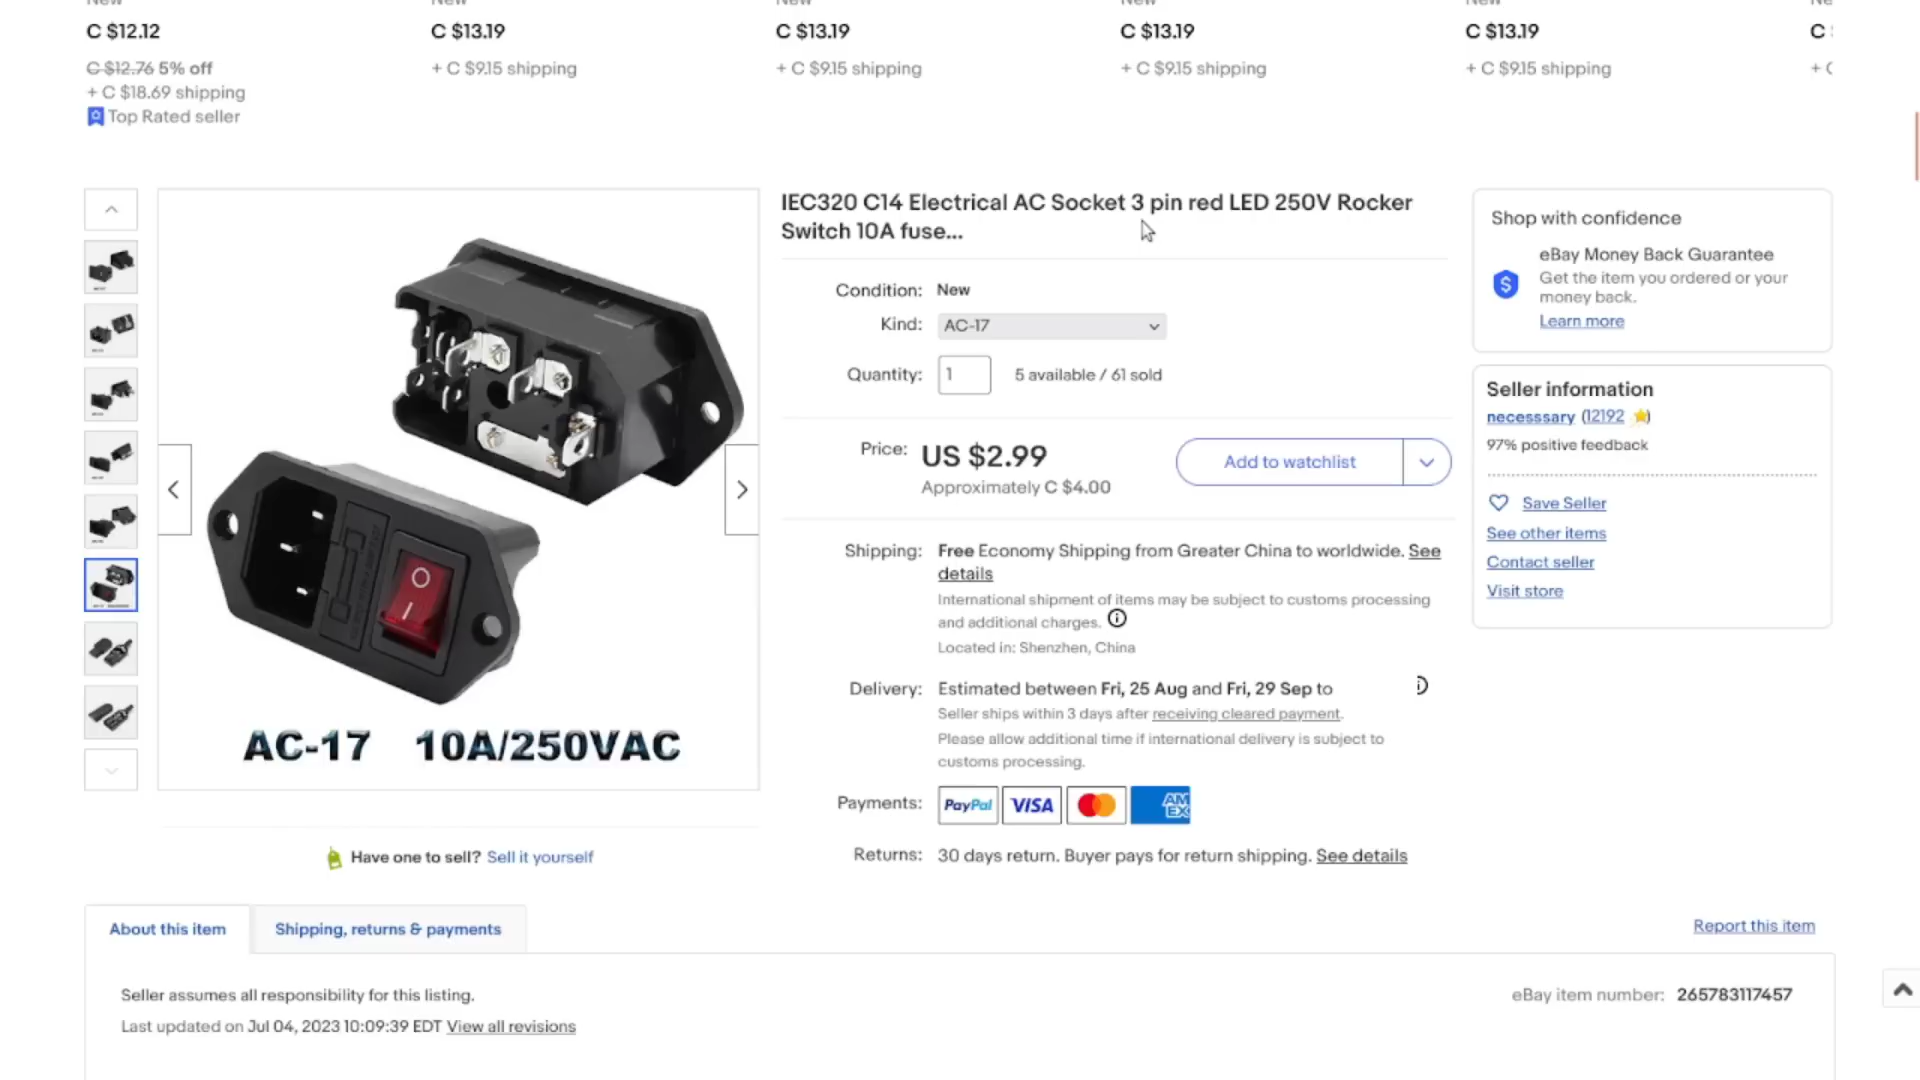 C $12.12
C $13.19
C $13.19
C $13.19
C $13.19
C
C $12.76 5% off
+ C $9.15 shipping
+ C $9.15 shipping
+ C $9.15 shipping
+ C $9.15 shipping
+ C $18.69 shipping
Top Rated seller
AC-17 10A/250VAC
Have one to sell? Sell it yourself
IEC320 C14 Electrical AC Socket 3 pin red LED 250V Rocker
Switch 10A fuse...
Condition: New
Kind: AC-17
Quantity: 1 5 available / 61 sold
Price: US $2.99
Approximately C $4.00
Add to watchlist
Shipping: Free Economy Shipping from Greater China to worldwide. See
details
International shipment of items may be subject to customs processing
and additional charges.
Located in: Shenzhen, China
Delivery: Estimated between Fri, 25 Aug and Fri, 29 Sep to
Seller ships within 3 days after receiving cleared payment.
Please allow additional time if international delivery is subject to
customs processing.
Payments: PayPal VISA AM
EX
Returns: 30 days return. Buyer pays for return shipping. See details
Shop with confidence
eBay Money Back Guarantee
Get the item you ordered or your
money back.
Learn more
Seller information
necesssary (12192)
97% positive feedback
Save Seller
See other items
Contact seller
Visit store
About this item
Shipping, returns & payments
Report this item
Seller assumes all responsibility for this listing.
Last updated on Jul 04, 2023 10:09:39 EDT View all revisions
eBay item number: 265783117457